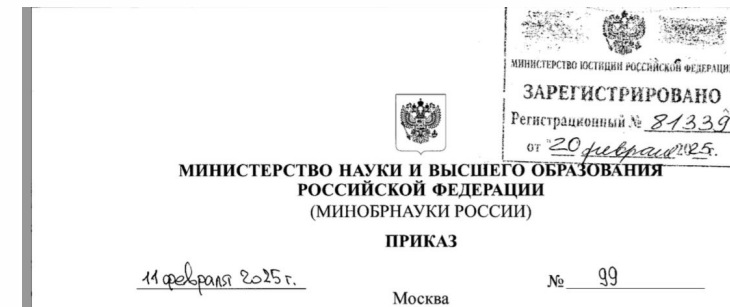 МИНИСТЕРСТВО ЮСТИЦИИ РОССИЙСКОЙ ФЕДЕРАЦИИ
ЗАРЕГИСТРИРОВАНО
Регистрационный № 81339
от "20 февраля 2025г.
МИНИСТЕРСТВО НАУКИ И ВЫСШЕГО ОБРАЗОВАНИЯ
РОССИЙСКОЙ ФЕДЕРАЦИИ
(МИНОБРНАУКИ РОССИИ)
ПРИКАЗ
11 февраля 2025 г. № 99
Москва